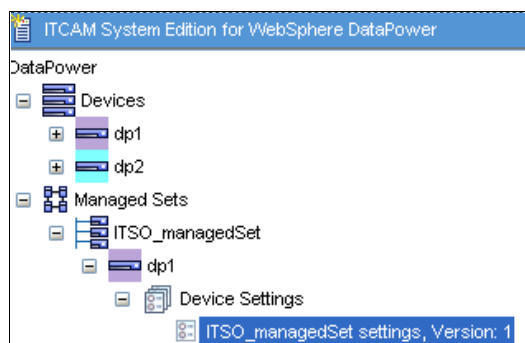 ITCAM System Edition for WebSphere DataPower
DataPower
Devices
dp1
dp2
Managed Sets
ITSO_managedSet
dp1
Device Settings
ITSO_managedSet settings, Version: 1